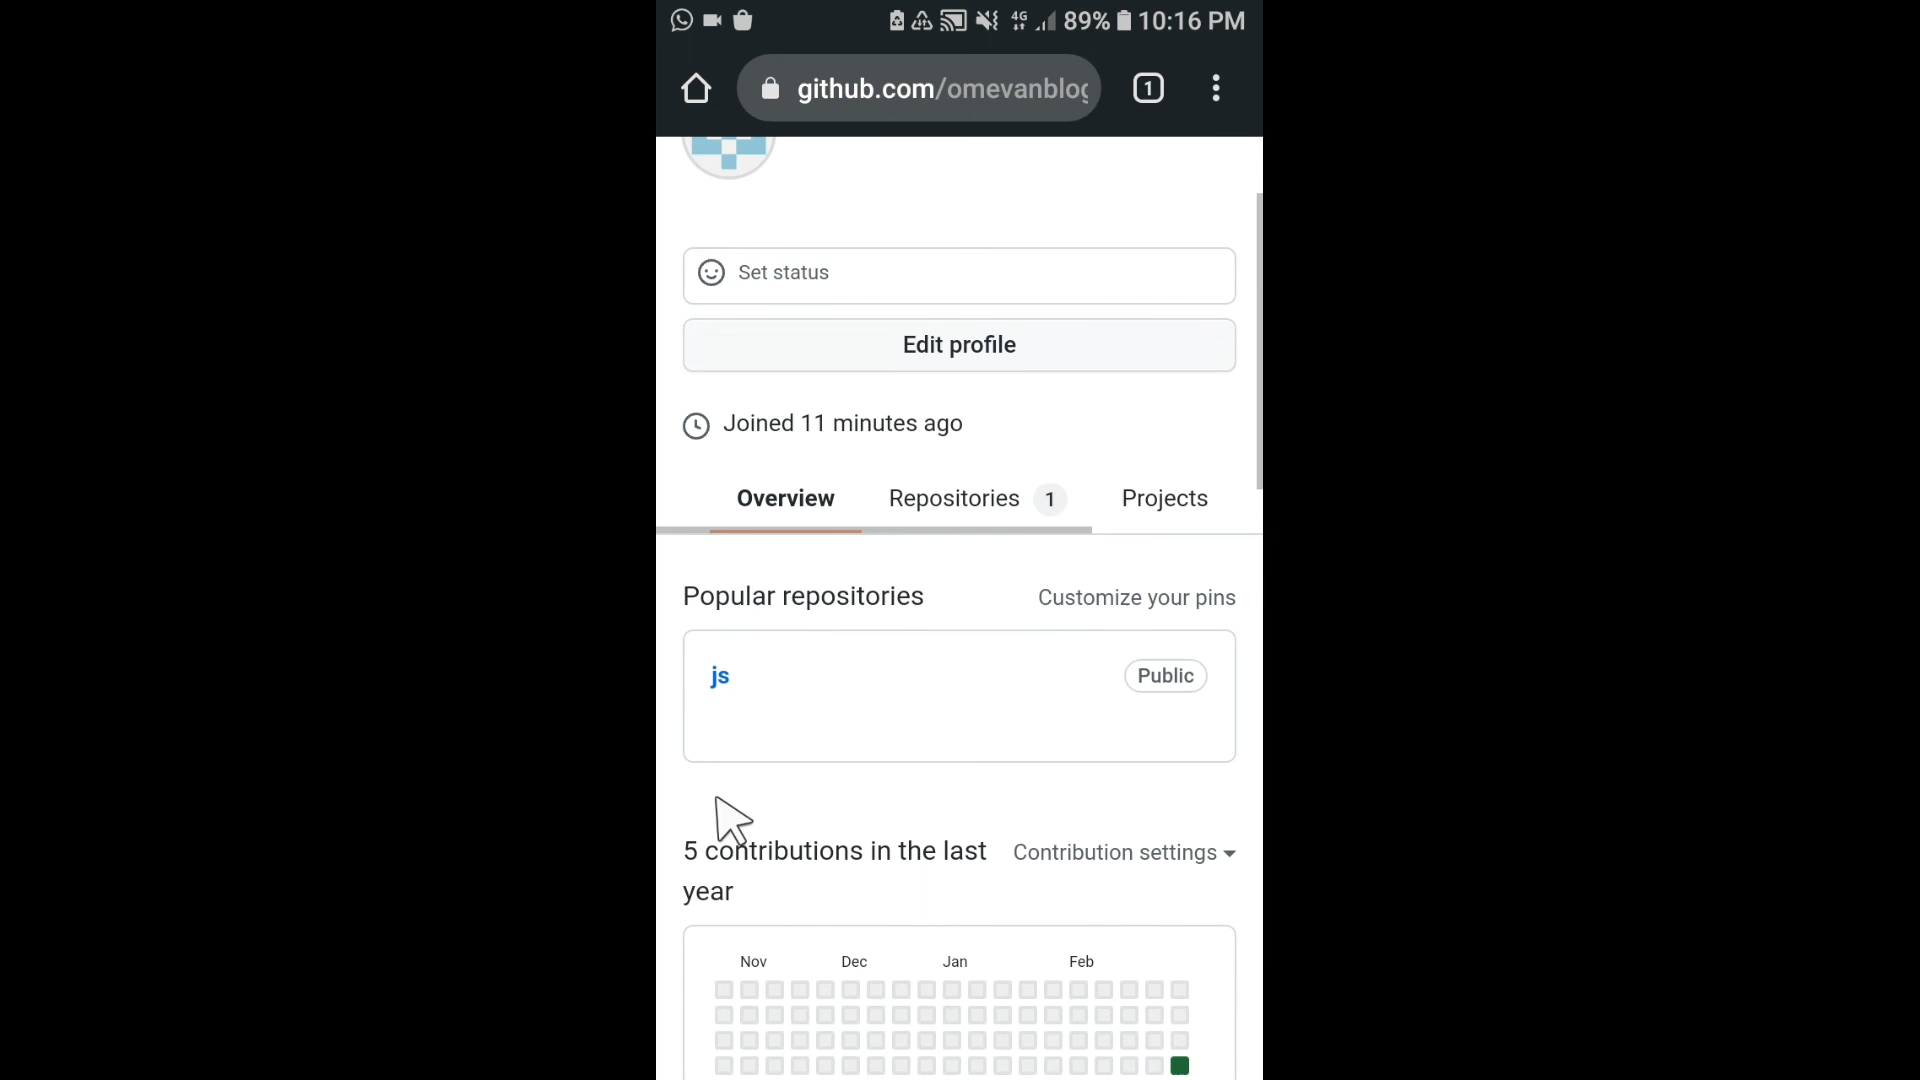 4G 89% 10:16 PM
github.com/omevanblog
1
Set status
Edit profile
Joined 11 minutes ago
Overview Repositories 1 Projects
Popular repositories Customize your pins
js Public
5 contributions in the last year Contribution settings
Nov Dec Jan Feb